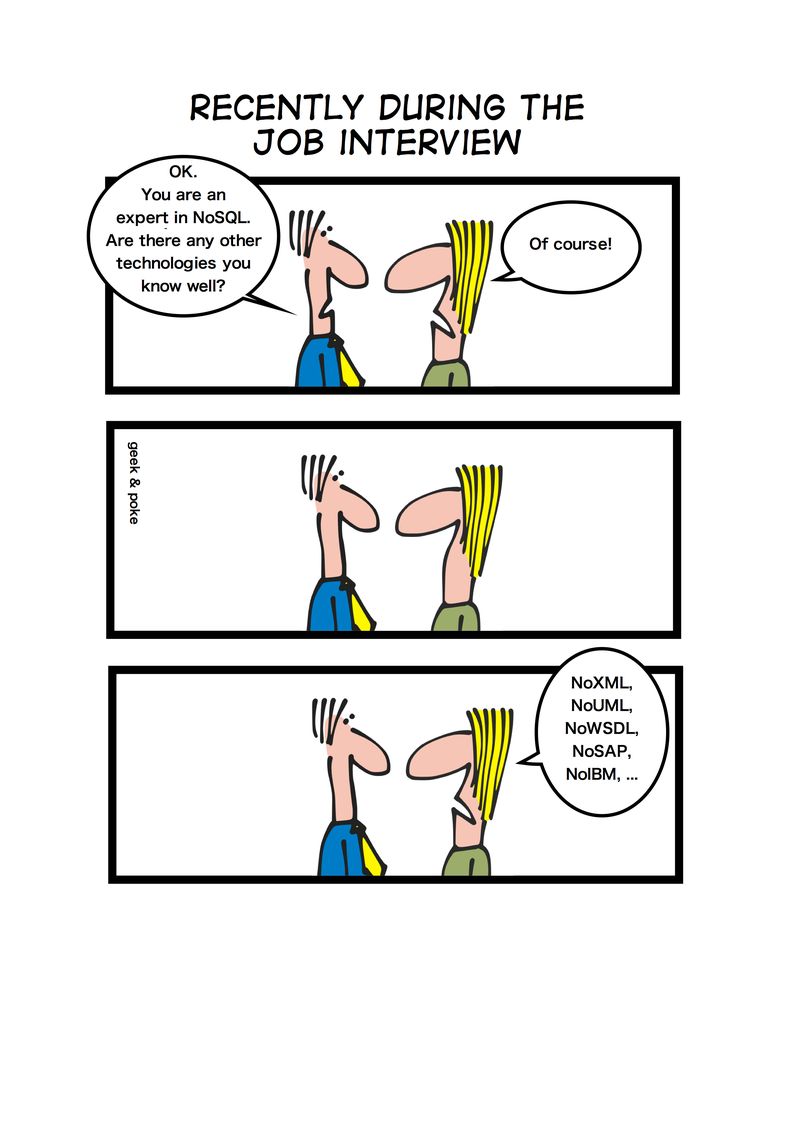 RECENTLY DURING THE
JOB INTERVIEW
OK.
You are an
expert in NoSQL.
Are there any other
technologies you
know well?
Of course!
geek & poke
NoXML,
NoUML,
NoWSDL,
NoSAP,
NoIBM, ...